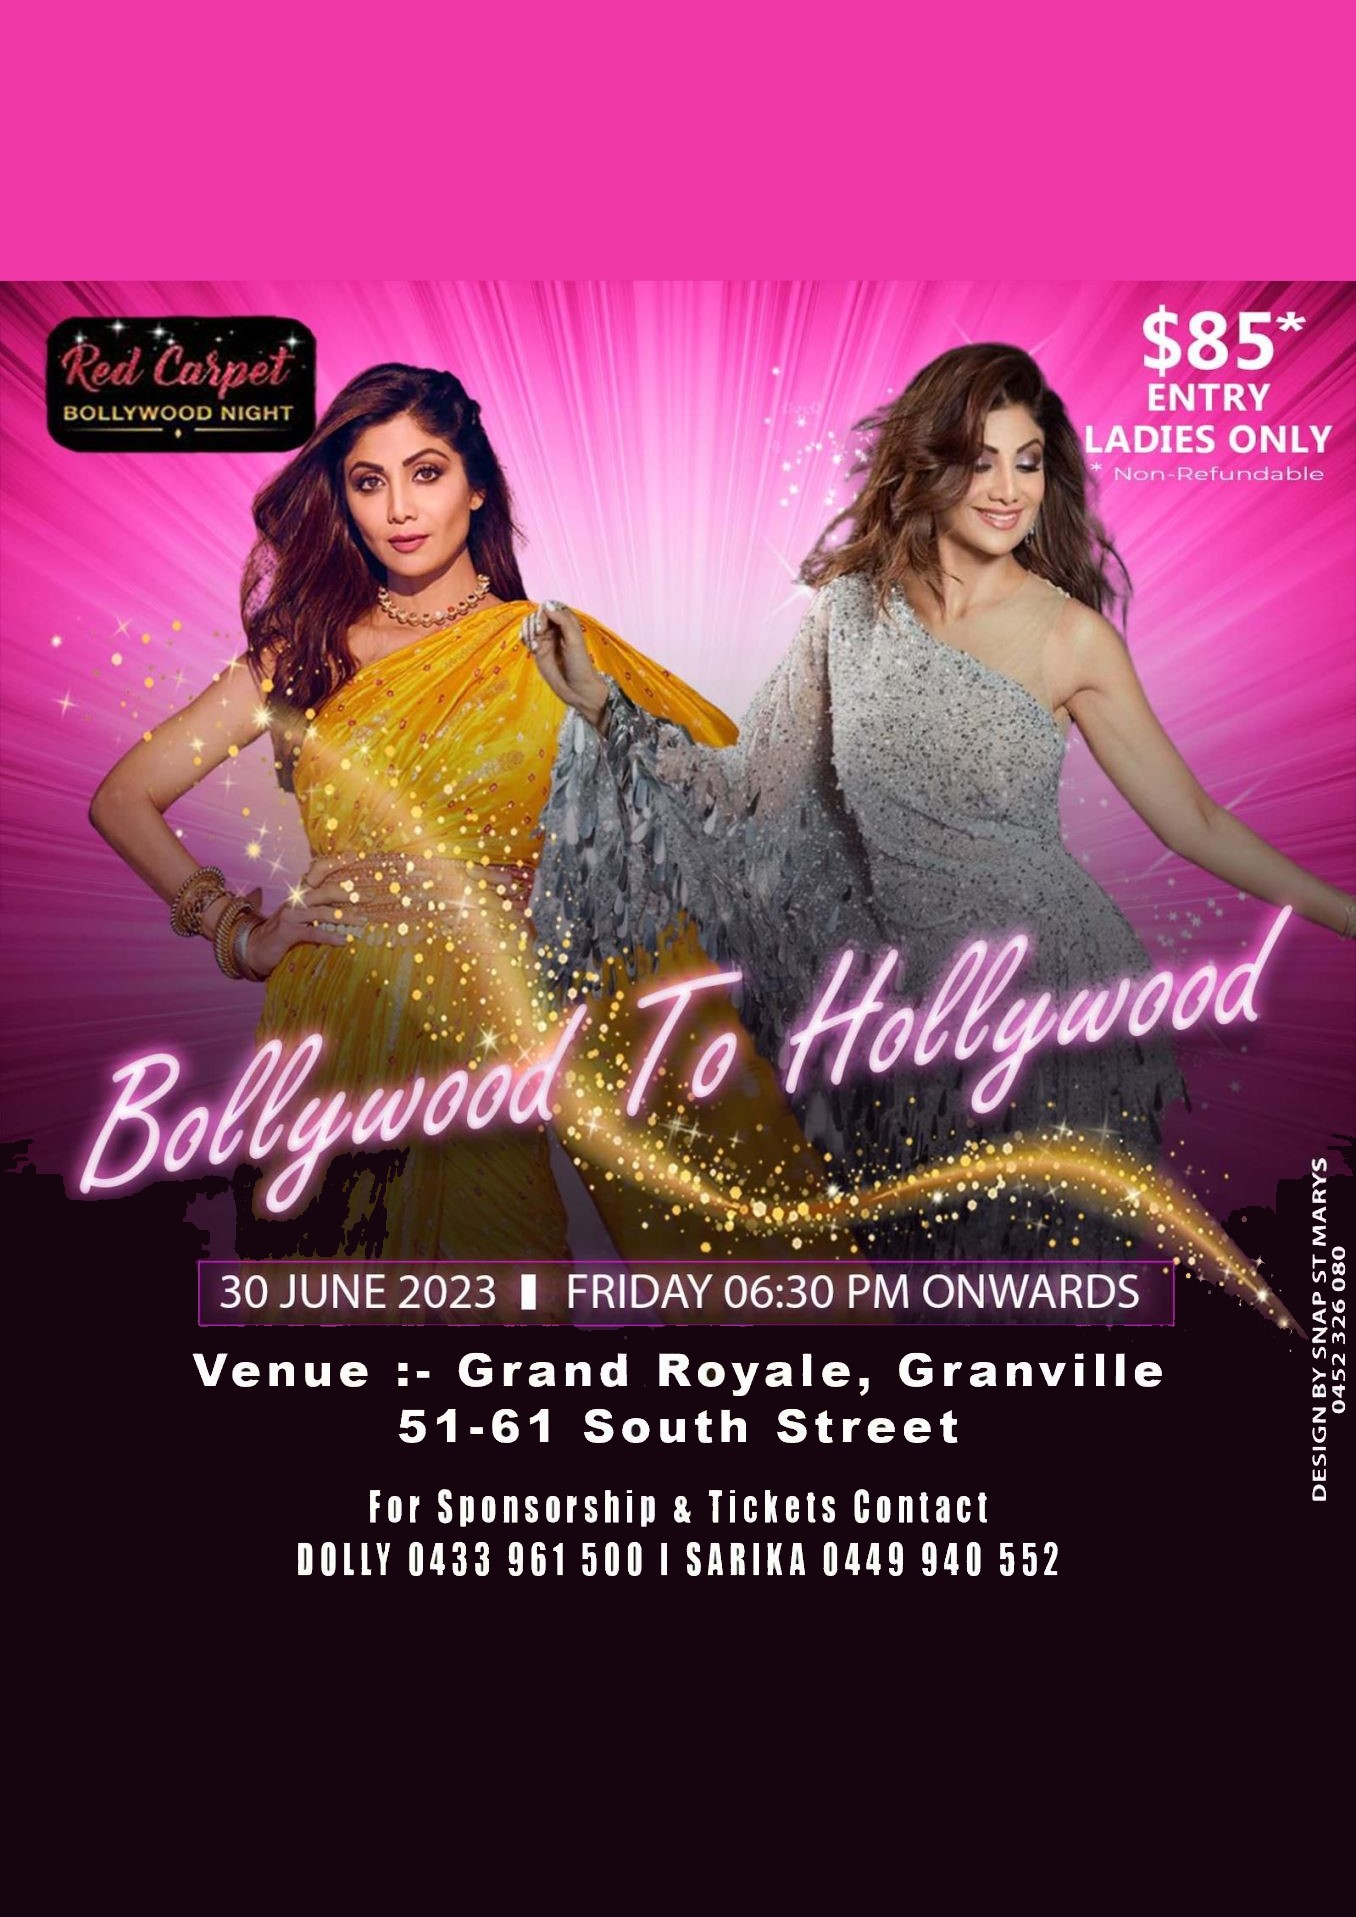 Red Carpet
BOLLYWOOD NIGHT
$85*
ENTRY
LADIES ONLY
* Non-Refundable
Bollywood To Hollywood
30 JUNE 2023 ▮ FRIDAY 06:30 PM ONWARDS
Venue :- Grand Royale, Granville
51-61 South Street
For Sponsorship & Tickets Contact
DOLLY 0433 961 500 I SARIKA 0449 940 552
DESIGN BY SNAP ST MARYS
0452 326 080